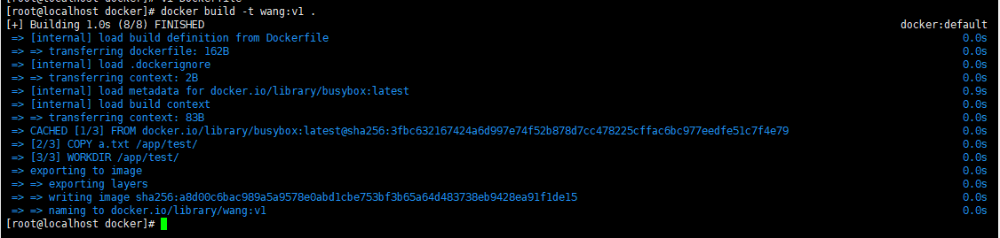 [root@localhost docker]# vi Dockerfile
[root@localhost docker]# docker build -t wang:v1 .
[+] Building 1.0s (8/8) FINISHED docker:default
=> [internal] load build definition from Dockerfile 0.0s
=> => transferring dockerfile: 162B 0.0s
=> [internal] load .dockerignore 0.0s
=> => transferring context: 2B 0.0s
=> [internal] load metadata for docker.io/library/busybox:latest 0.9s
=> [internal] load build context 0.0s
=> => transferring context: 83B 0.0s
=> CACHED [1/3] FROM docker.io/library/busybox:latest@sha256:3fbc632167424a6d997e74f52b878d7cc478225cffac6bc977eedfe51c7f4e79 0.0s
=> [2/3] COPY a.txt /app/test/ 0.0s
=> [3/3] WORKDIR /app/test/ 0.0s
=> exporting to image 0.0s
=> => exporting layers 0.0s
=> => writing image sha256:a8d00c6bac989a5a9578e0abd1cbe753bf3b65a64d483738eb9428ea91f1de15 0.0s
=> => naming to docker.io/library/wang:v1 0.0s
[root@localhost docker]#